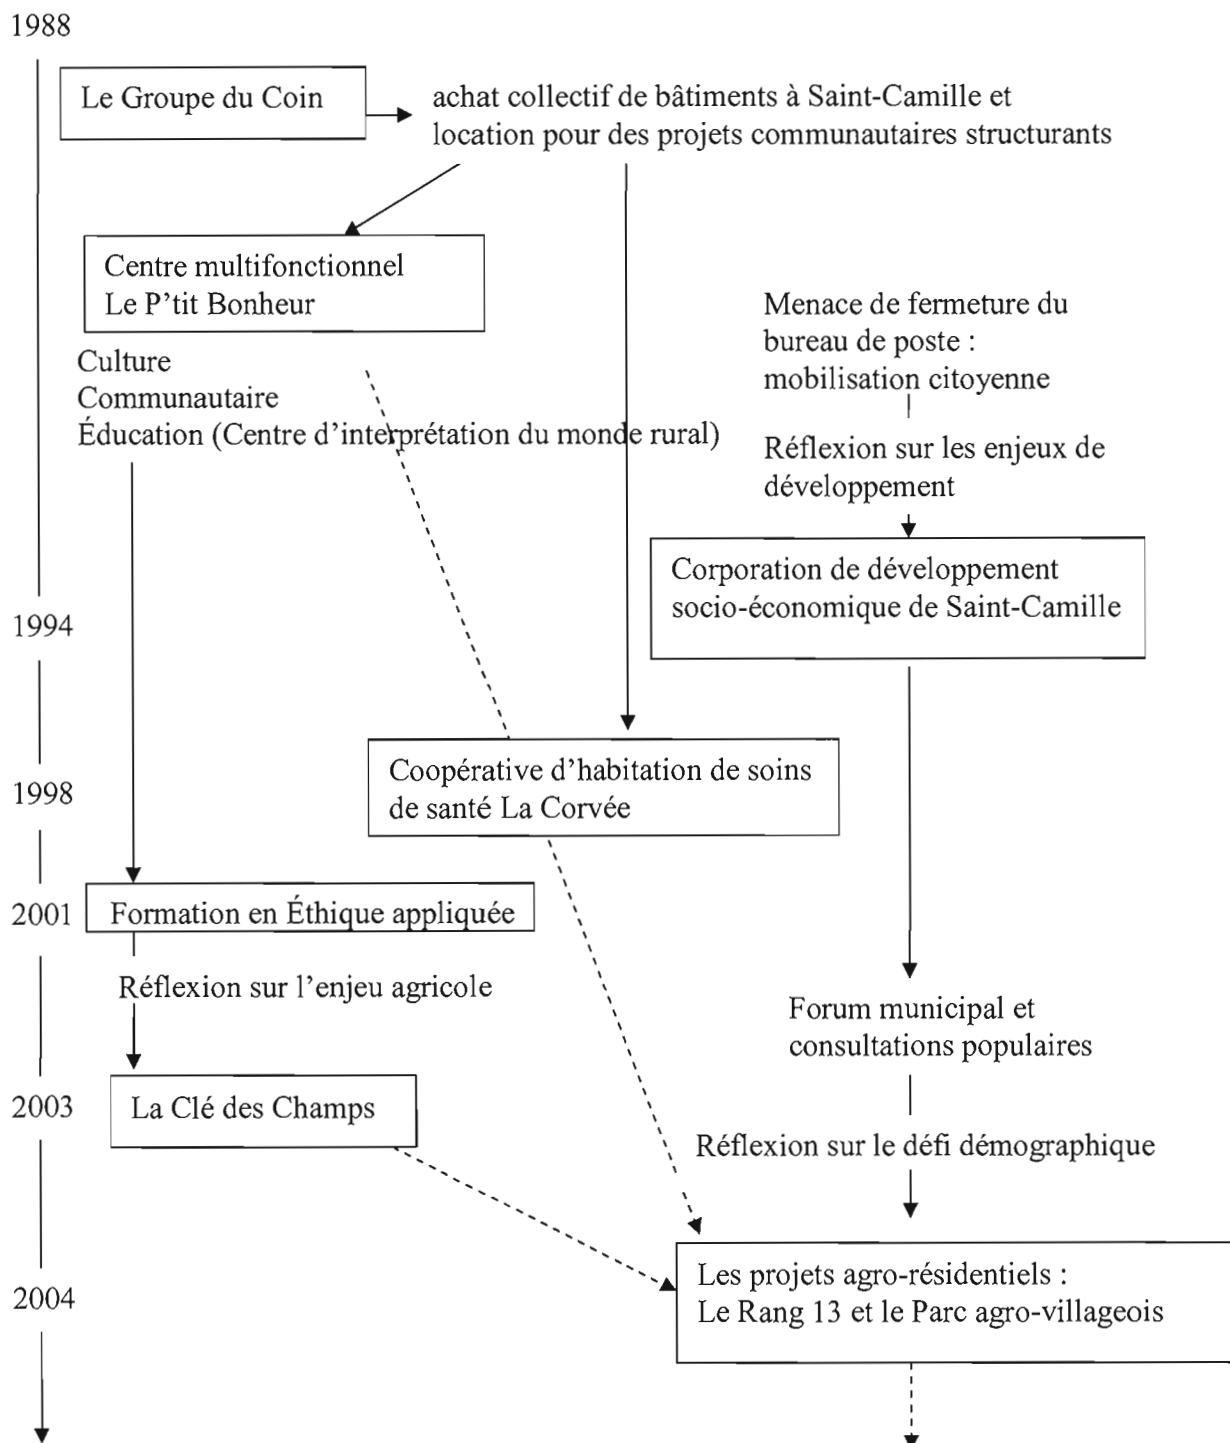 1988
Le Groupe du Coin
achat collectif de bâtiments à Saint-Camille et
location pour des projets communautaires structurants
Centre multifonctionnel
Le P'tit Bonheur
Menace de fermeture du
bureau de poste :
mobilisation citoyenne
Culture
Communautaire
Éducation (Centre d'interprétation du monde rural)
Réflexion sur les enjeux de
développement
Corporation de développement
socio-économique de Saint-Camille
1994
Coopérative d'habitation de soins
de santé La Corvée
1998
2001
Formation en Éthique appliquée
Réflexion sur l'enjeu agricole
Forum municipal et
consultations populaires
2003
La Clé des Champs
Réflexion sur le défi démographique
Les projets agro-résidentiels :
Le Rang 13 et le Parc agro-villageois
2004